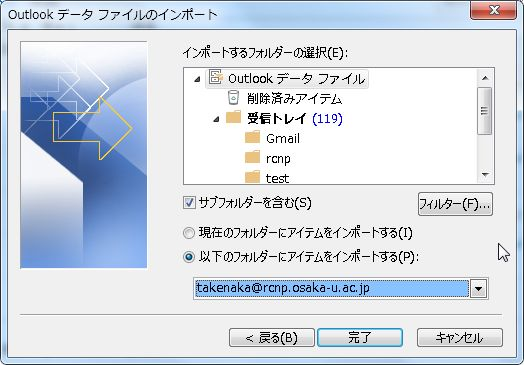 Outlook データ ファイルのインポート
インポートするフォルダーの選択(E):
Outlook データ ファイル
削除済みアイテム
受信トレイ (119)
Gmail
rcnp
test
サブフォルダーを含む(S)
フィルター(F)...
現在のフォルダーにアイテムをインポートする(I)
以下のフォルダーにアイテムをインポートする(P):
takenaka@rcnp.osaka-u.ac.jp
< 戻る(B)
完了
キャンセル